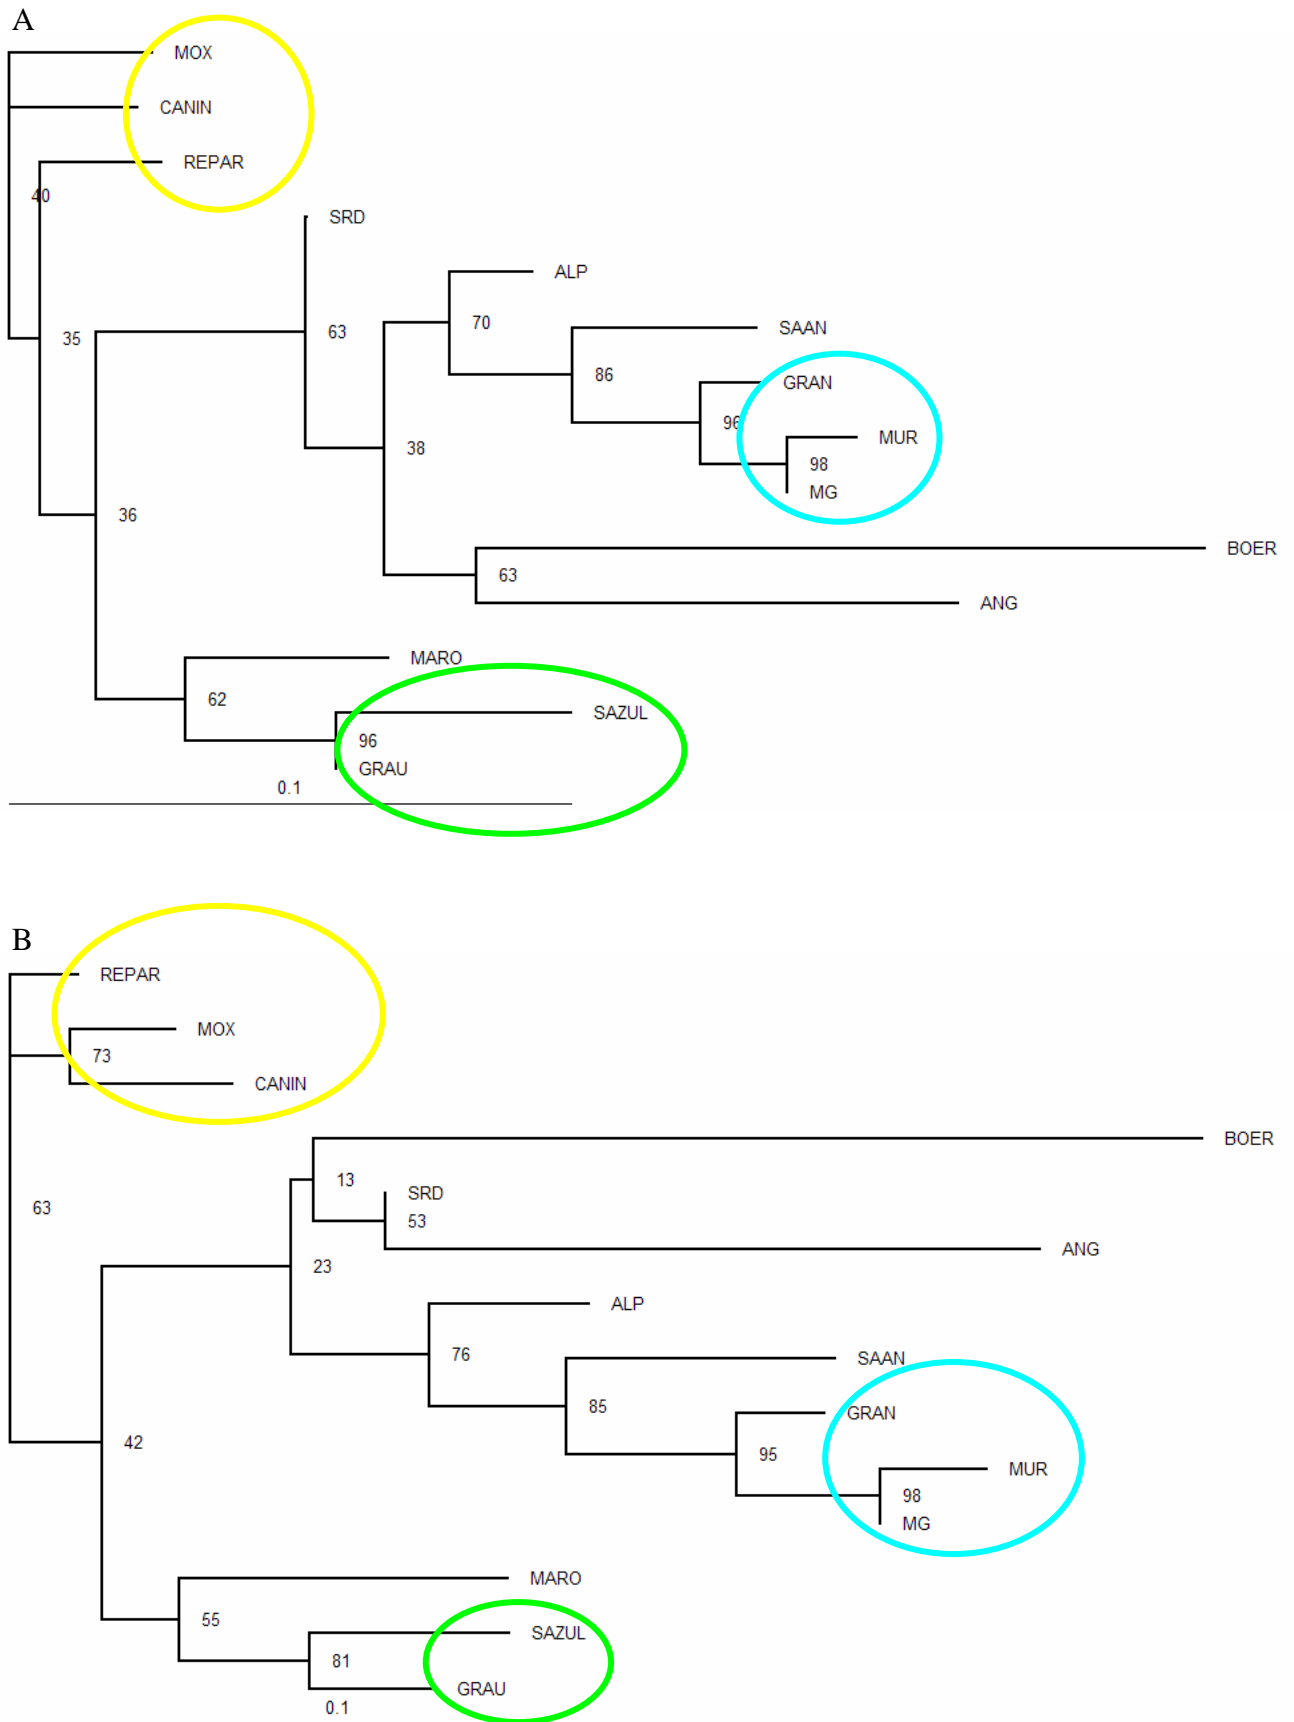 A
MOX
CANIN
REPAR
40
SRD
ALP
70
SAAN
63
35
86
GRAN
96
MUR
38
98
MG
36
BOER
63
ANG
MARO
62
SAZUL
96
GRAU
0.1
B
REPAR
MOX
73
CANIN
BOER
13
SRD
63
53
ANG
23
ALP
76
SAAN
85
GRAN
42
95
MUR
98
MG
MARO
55
SAZUL
81
GRAU
0.1